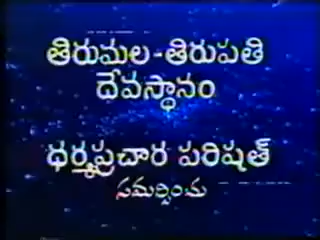 తిరుమల-తిరుపతి
దేవస్థానం
ధర్మప్రచార పరిషత్
సమర్పించు